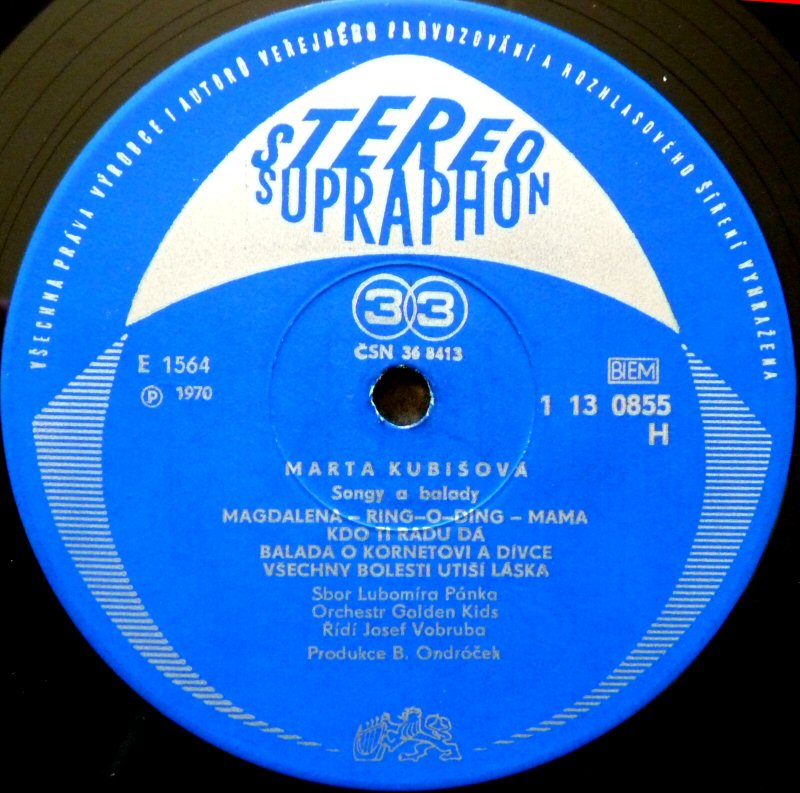 VŠECHNA PRÁVA VÝROBCE I AUTORŮ VEŘEJNÉHO PROVOZOVÁNÍ A ROZHLASOVÉHO ŠÍŘENÍ VYHRAŽENA
STEREO
SUPRAPHON
33
ČSN 36 8413
E 1564
BIEM
Ⓟ 1970
1 13 0855
H
MARTA KUBIŠOVÁ
Songy a balady
MAGDALENA – RING–O–DING – MAMA
KDO TI RADU DÁ
BALADA O KORNETOVI A DÍVCE
VŠECHNY BOLESTI UTIŠÍ LÁSKA
Sbor Lubomíra Pánka
Orchestr Golden Kids
Řídí Josef Vobruba
Produkce B. Ondráček